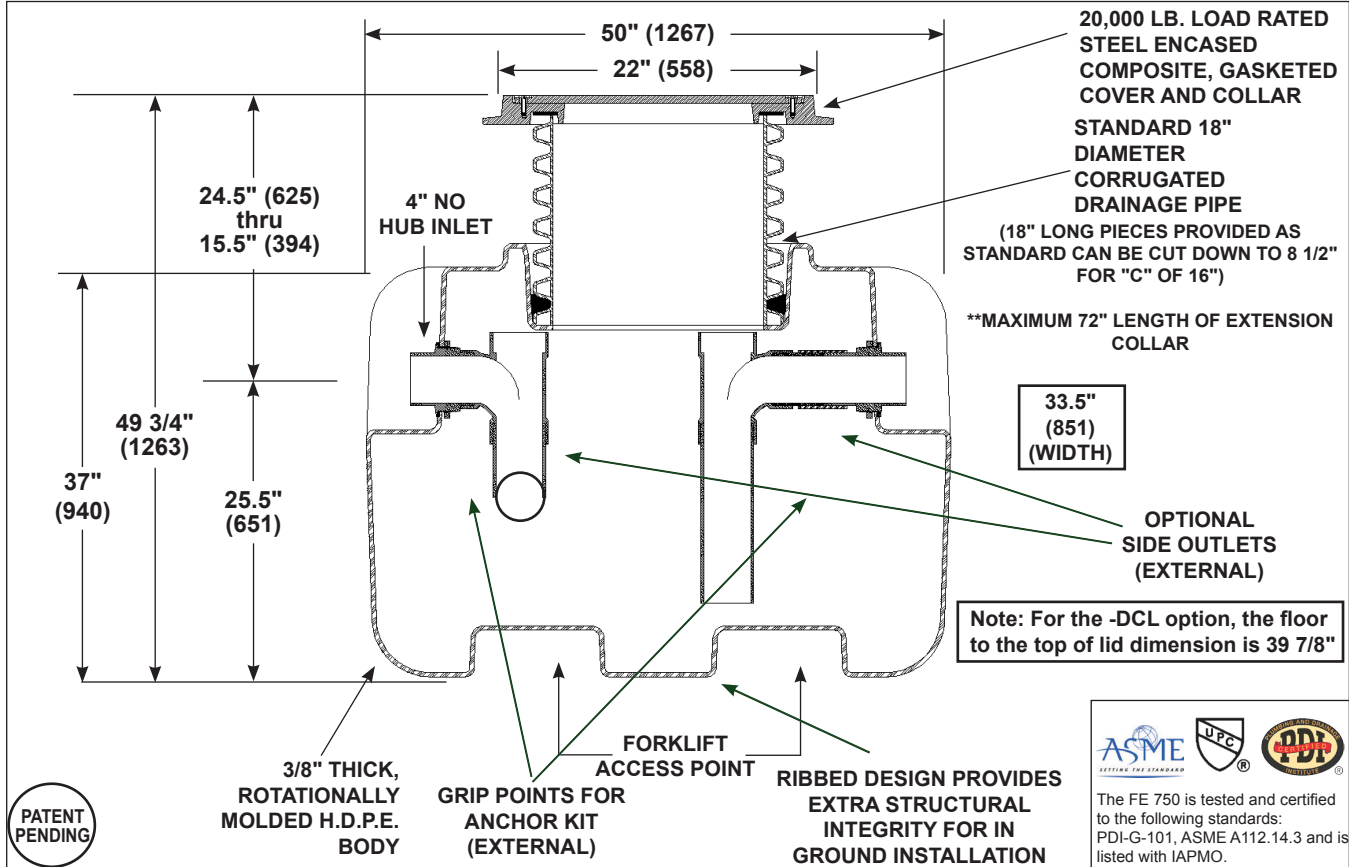 50" (1267)
22" (558)
20,000 LB. LOAD RATED
STEEL ENCASED
COMPOSITE, GASKETED
COVER AND COLLAR
STANDARD 18"
DIAMETER
CORRUGATED
DRAINAGE PIPE
(18" LONG PIECES PROVIDED AS
STANDARD CAN BE CUT DOWN TO 8 1/2"
FOR "C" OF 16")
**MAXIMUM 72" LENGTH OF EXTENSION
COLLAR
24.5" (625)
thru
15.5" (394)
4" NO
HUB INLET
49 3/4"
(1263)
37"
(940)
25.5"
(651)
33.5"
(851)
(WIDTH)
OPTIONAL
SIDE OUTLETS
(EXTERNAL)
Note: For the -DCL option, the floor
to the top of lid dimension is 39 7/8"
3/8" THICK,
ROTATIONALLY
MOLDED H.D.P.E.
BODY
GRIP POINTS FOR
ANCHOR KIT
(EXTERNAL)
FORKLIFT
ACCESS POINT
RIBBED DESIGN PROVIDES
EXTRA STRUCTURAL
INTEGRITY FOR IN
GROUND INSTALLATION
PATENT
PENDING
ASME
SETTING THE STANDARD
UPC
®
PLUMBING AND DRAINAGE
PDI
CERTIFIED
INSTITUTE
®
The FE 750 is tested and certified
to the following standards:
PDI-G-101, ASME A112.14.3 and is
listed with IAPMO.